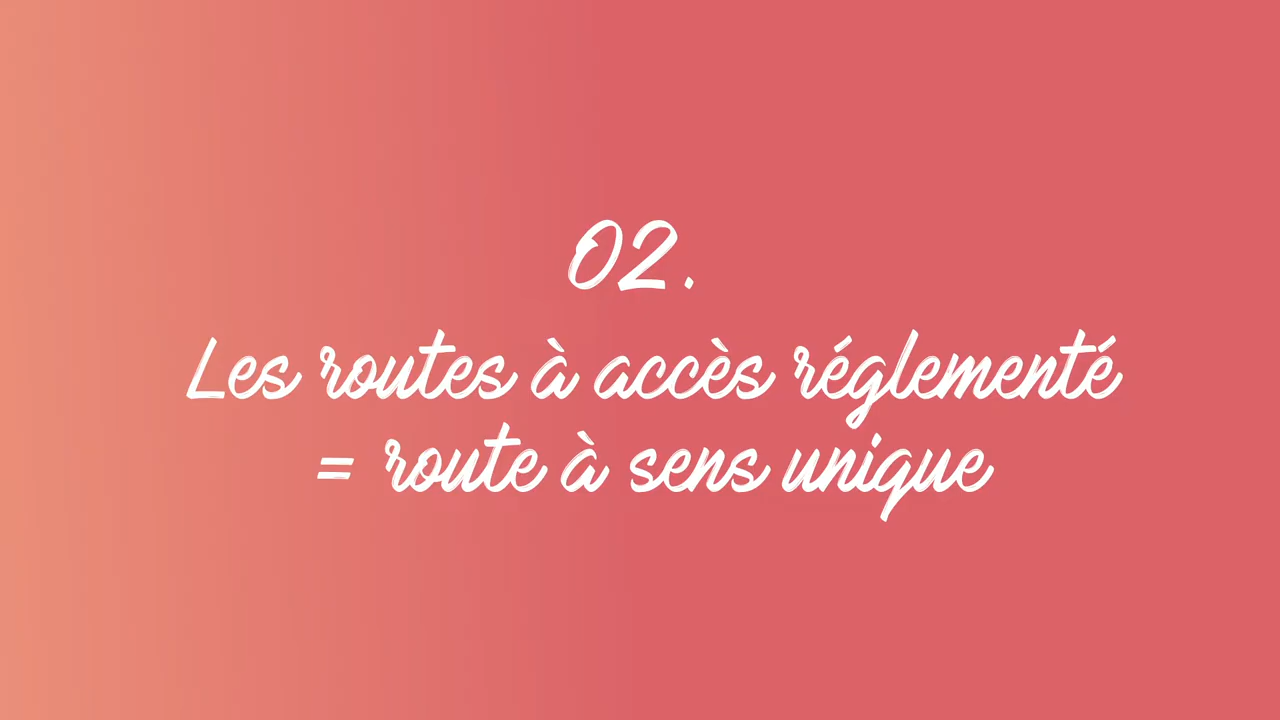 02.
Les routes à accès réglementé
= route à sens unique